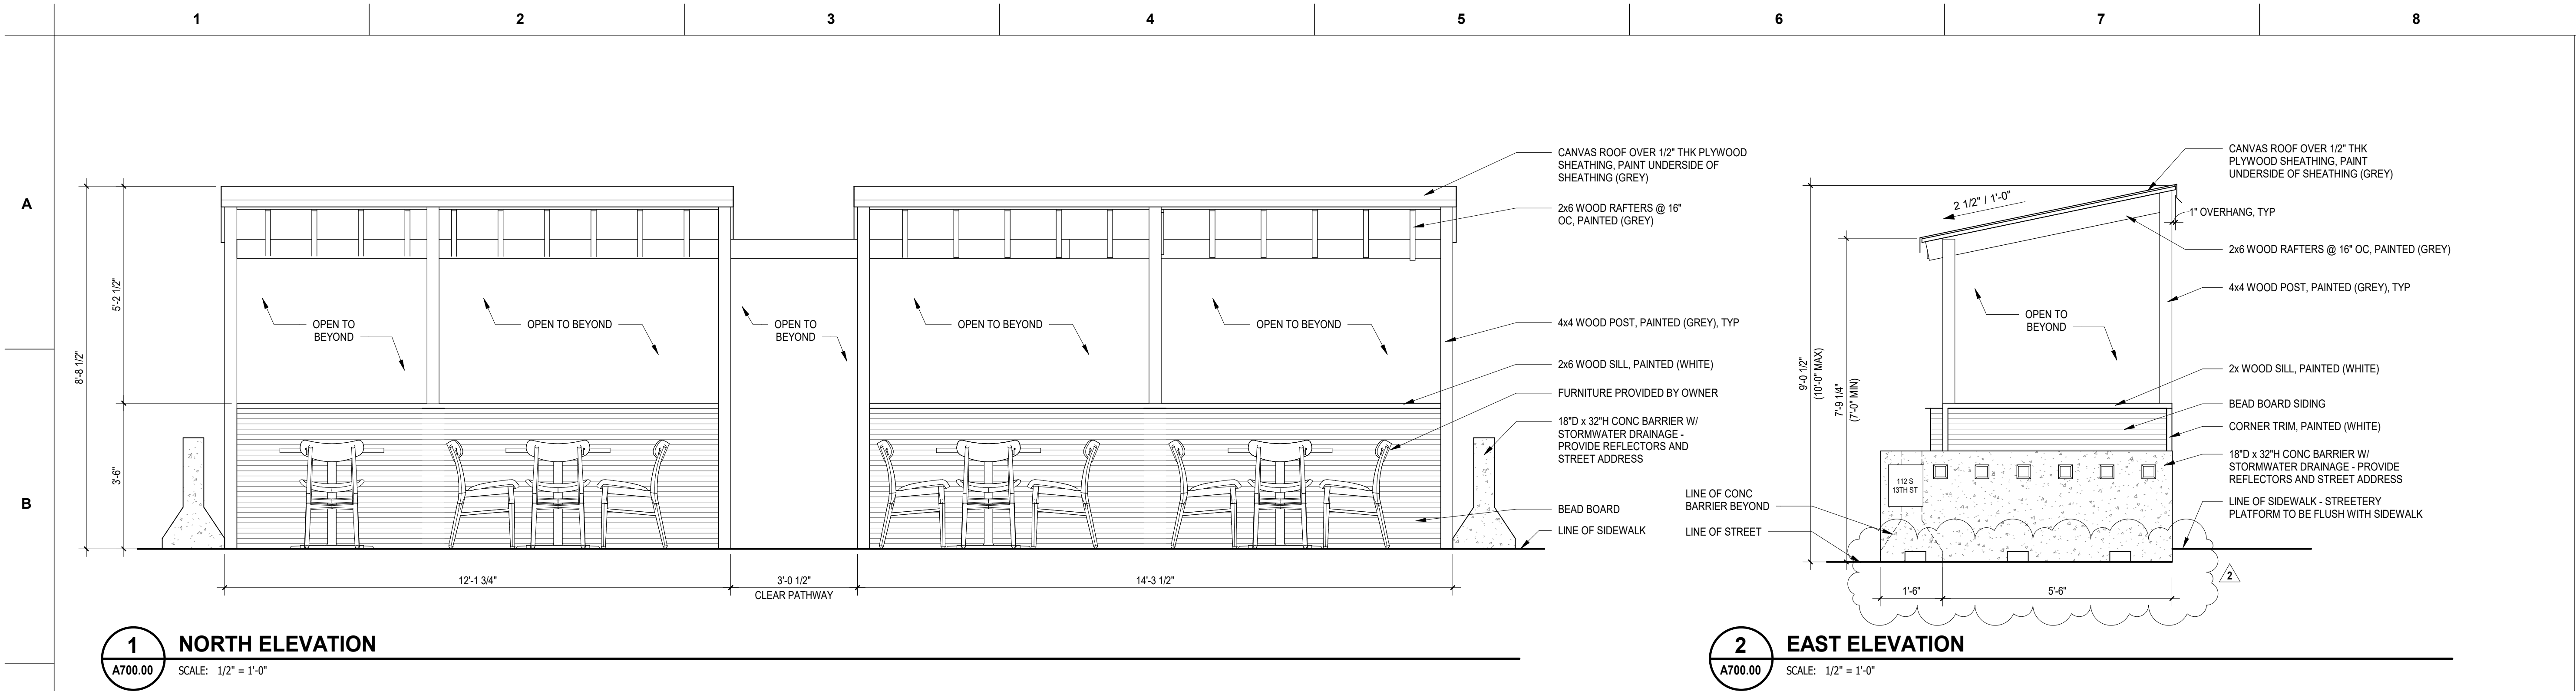 1 2 3 4 5 6 7 8
A
B
8'-8 1/2"
5'-2 1/2"
3'-6"
OPEN TO
BEYOND
OPEN TO BEYOND
OPEN TO
BEYOND
OPEN TO BEYOND
OPEN TO BEYOND
CANVAS ROOF OVER 1/2" THK PLYWOOD
SHEATHING, PAINT UNDERSIDE OF
SHEATHING (GREY)
2x6 WOOD RAFTERS @ 16"
OC, PAINTED (GREY)
4x4 WOOD POST, PAINTED (GREY), TYP
2x6 WOOD SILL, PAINTED (WHITE)
FURNITURE PROVIDED BY OWNER
18"D x 32"H CONC BARRIER W/
STORMWATER DRAINAGE -
PROVIDE REFLECTORS AND
STREET ADDRESS
BEAD BOARD
LINE OF SIDEWALK
12'-1 3/4"
3'-0 1/2"
CLEAR PATHWAY
14'-3 1/2"
1
A700.00
NORTH ELEVATION
SCALE: 1/2" = 1'-0"
9'-0 1/2"
(10'-0" MAX)
7'-9 1/4"
(7'-0" MIN)
2 1/2" / 1'-0"
OPEN TO
BEYOND
112 S
13TH ST
LINE OF CONC
BARRIER BEYOND
LINE OF STREET
CANVAS ROOF OVER 1/2" THK
PLYWOOD SHEATHING, PAINT
UNDERSIDE OF SHEATHING (GREY)
1" OVERHANG, TYP
2x6 WOOD RAFTERS @ 16" OC, PAINTED (GREY)
4x4 WOOD POST, PAINTED (GREY), TYP
2x WOOD SILL, PAINTED (WHITE)
BEAD BOARD SIDING
CORNER TRIM, PAINTED (WHITE)
18"D x 32"H CONC BARRIER W/
STORMWATER DRAINAGE - PROVIDE
REFLECTORS AND STREET ADDRESS
LINE OF SIDEWALK - STREETERY
PLATFORM TO BE FLUSH WITH SIDEWALK
2
1'-6"
5'-6"
2
A700.00
EAST ELEVATION
SCALE: 1/2" = 1'-0"